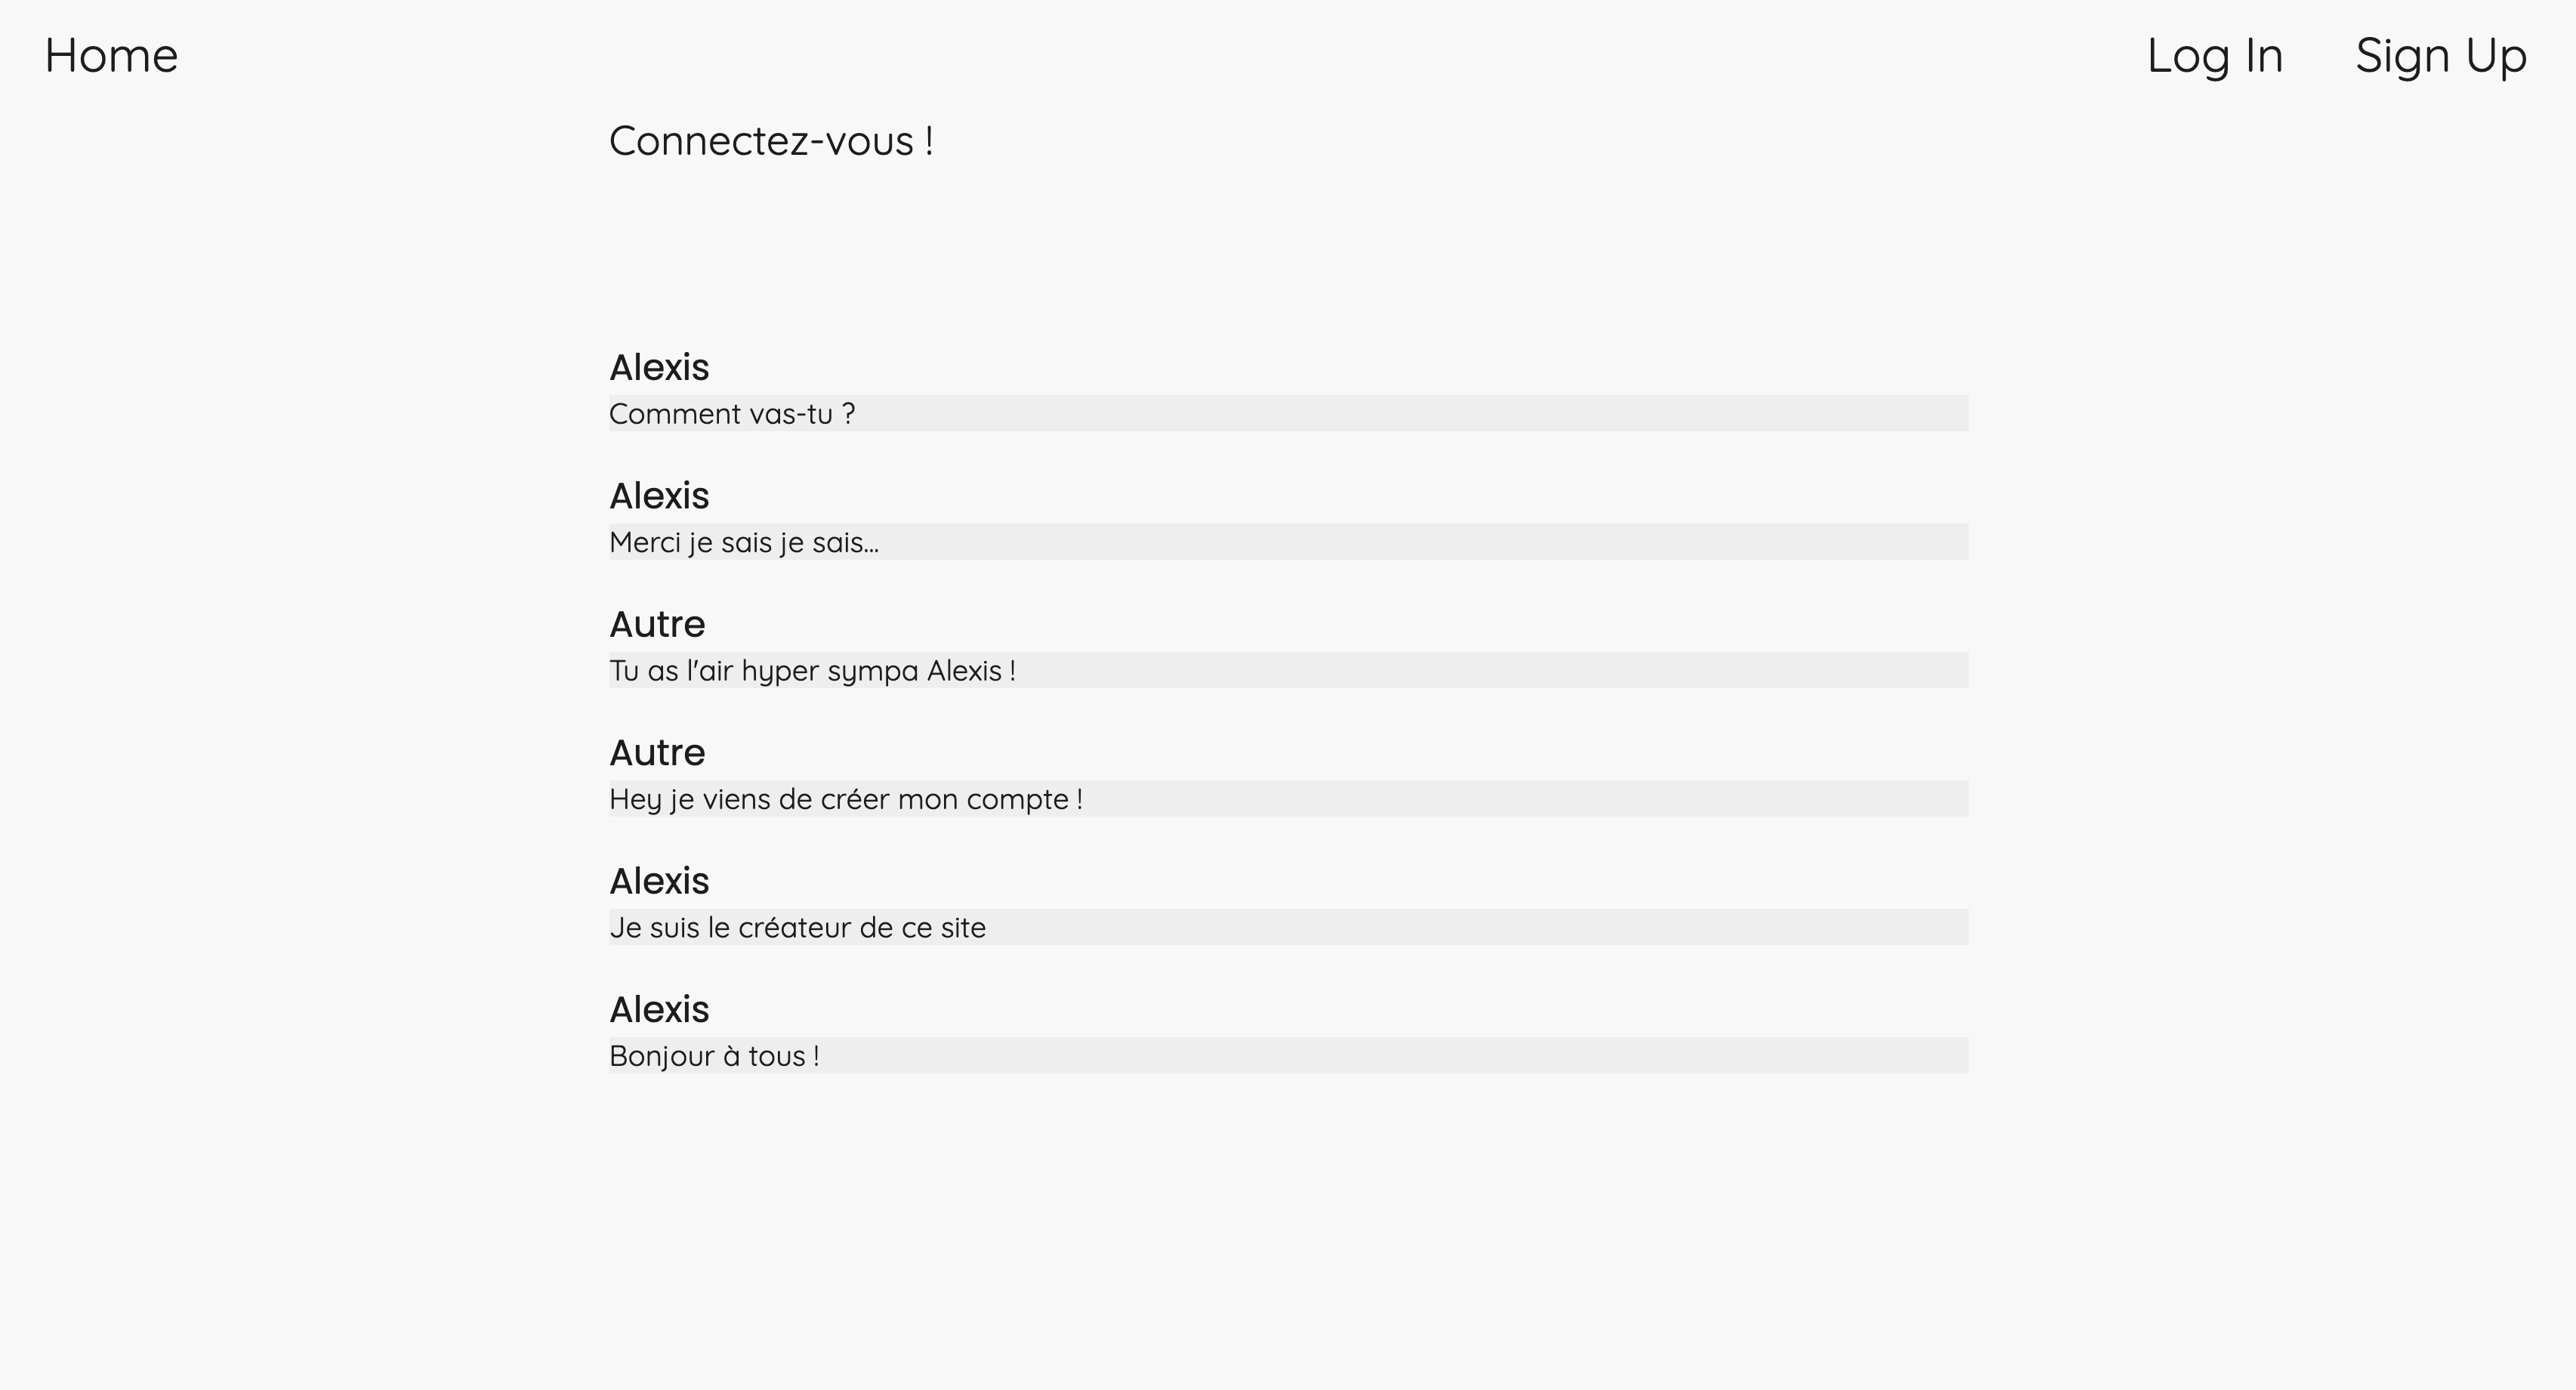 Home
Log In
Sign Up
Connectez-vous !
Alexis
Comment vas-tu ?
Alexis
Merci je sais je sais...
Autre
Tu as l'air hyper sympa Alexis !
Autre
Hey je viens de créer mon compte !
Alexis
Je suis le créateur de ce site
Alexis
Bonjour à tous !